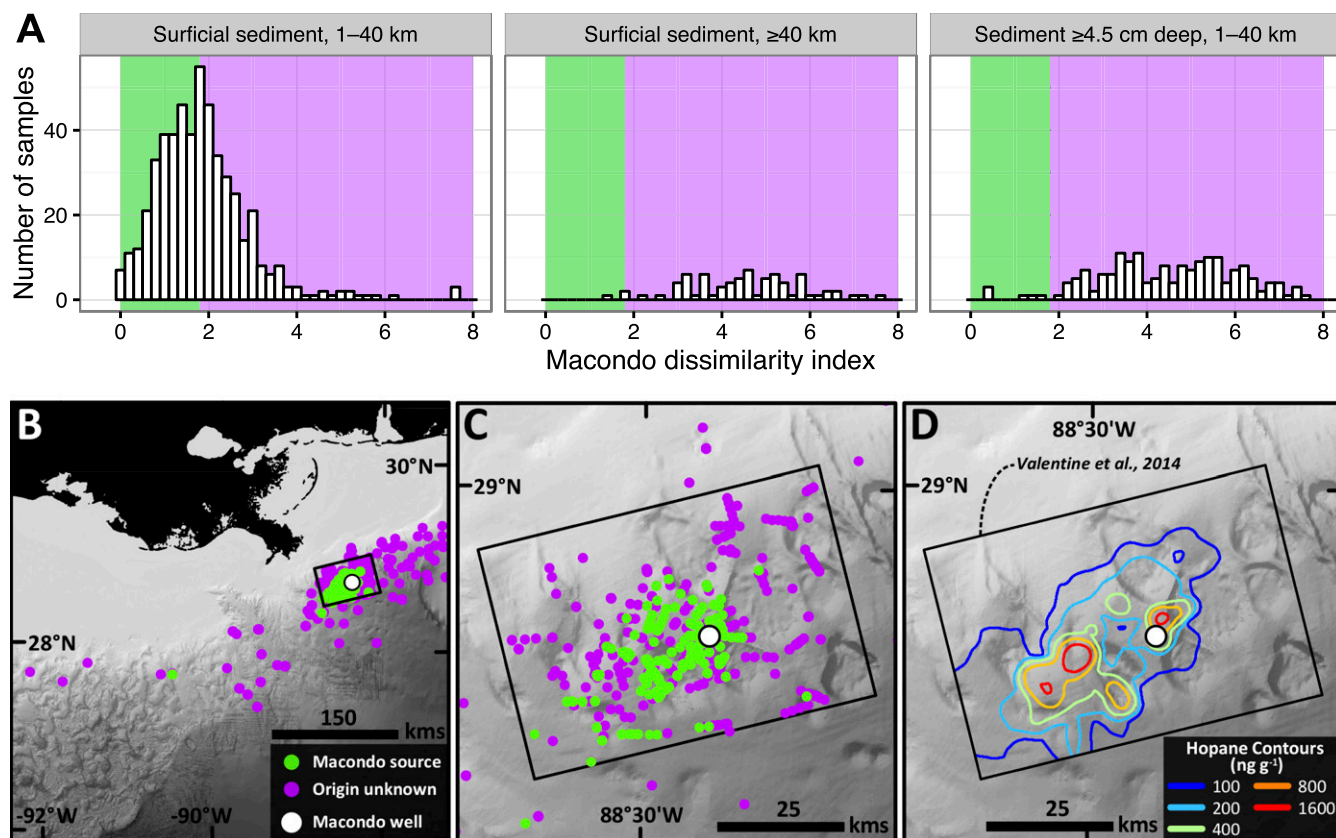 A
Surficial sediment, 1–40 km
Surficial sediment, ≥40 km
Sediment ≥4.5 cm deep, 1–40 km
Number of samples
40
20
0
0 2 4 6 8
0 2 4 6 8
0 2 4 6 8
Macondo dissimilarity index
B
30°N
28°N
150
kms
Macondo source
Origin unknown
Macondo well
-92°W
-90°W
C
29°N
88°30'W
25
kms
D
88°30'W
Valentine et al., 2014
29°N
25
kms
Hopane Contours
(ng g⁻¹)
100 800
200 1600
400